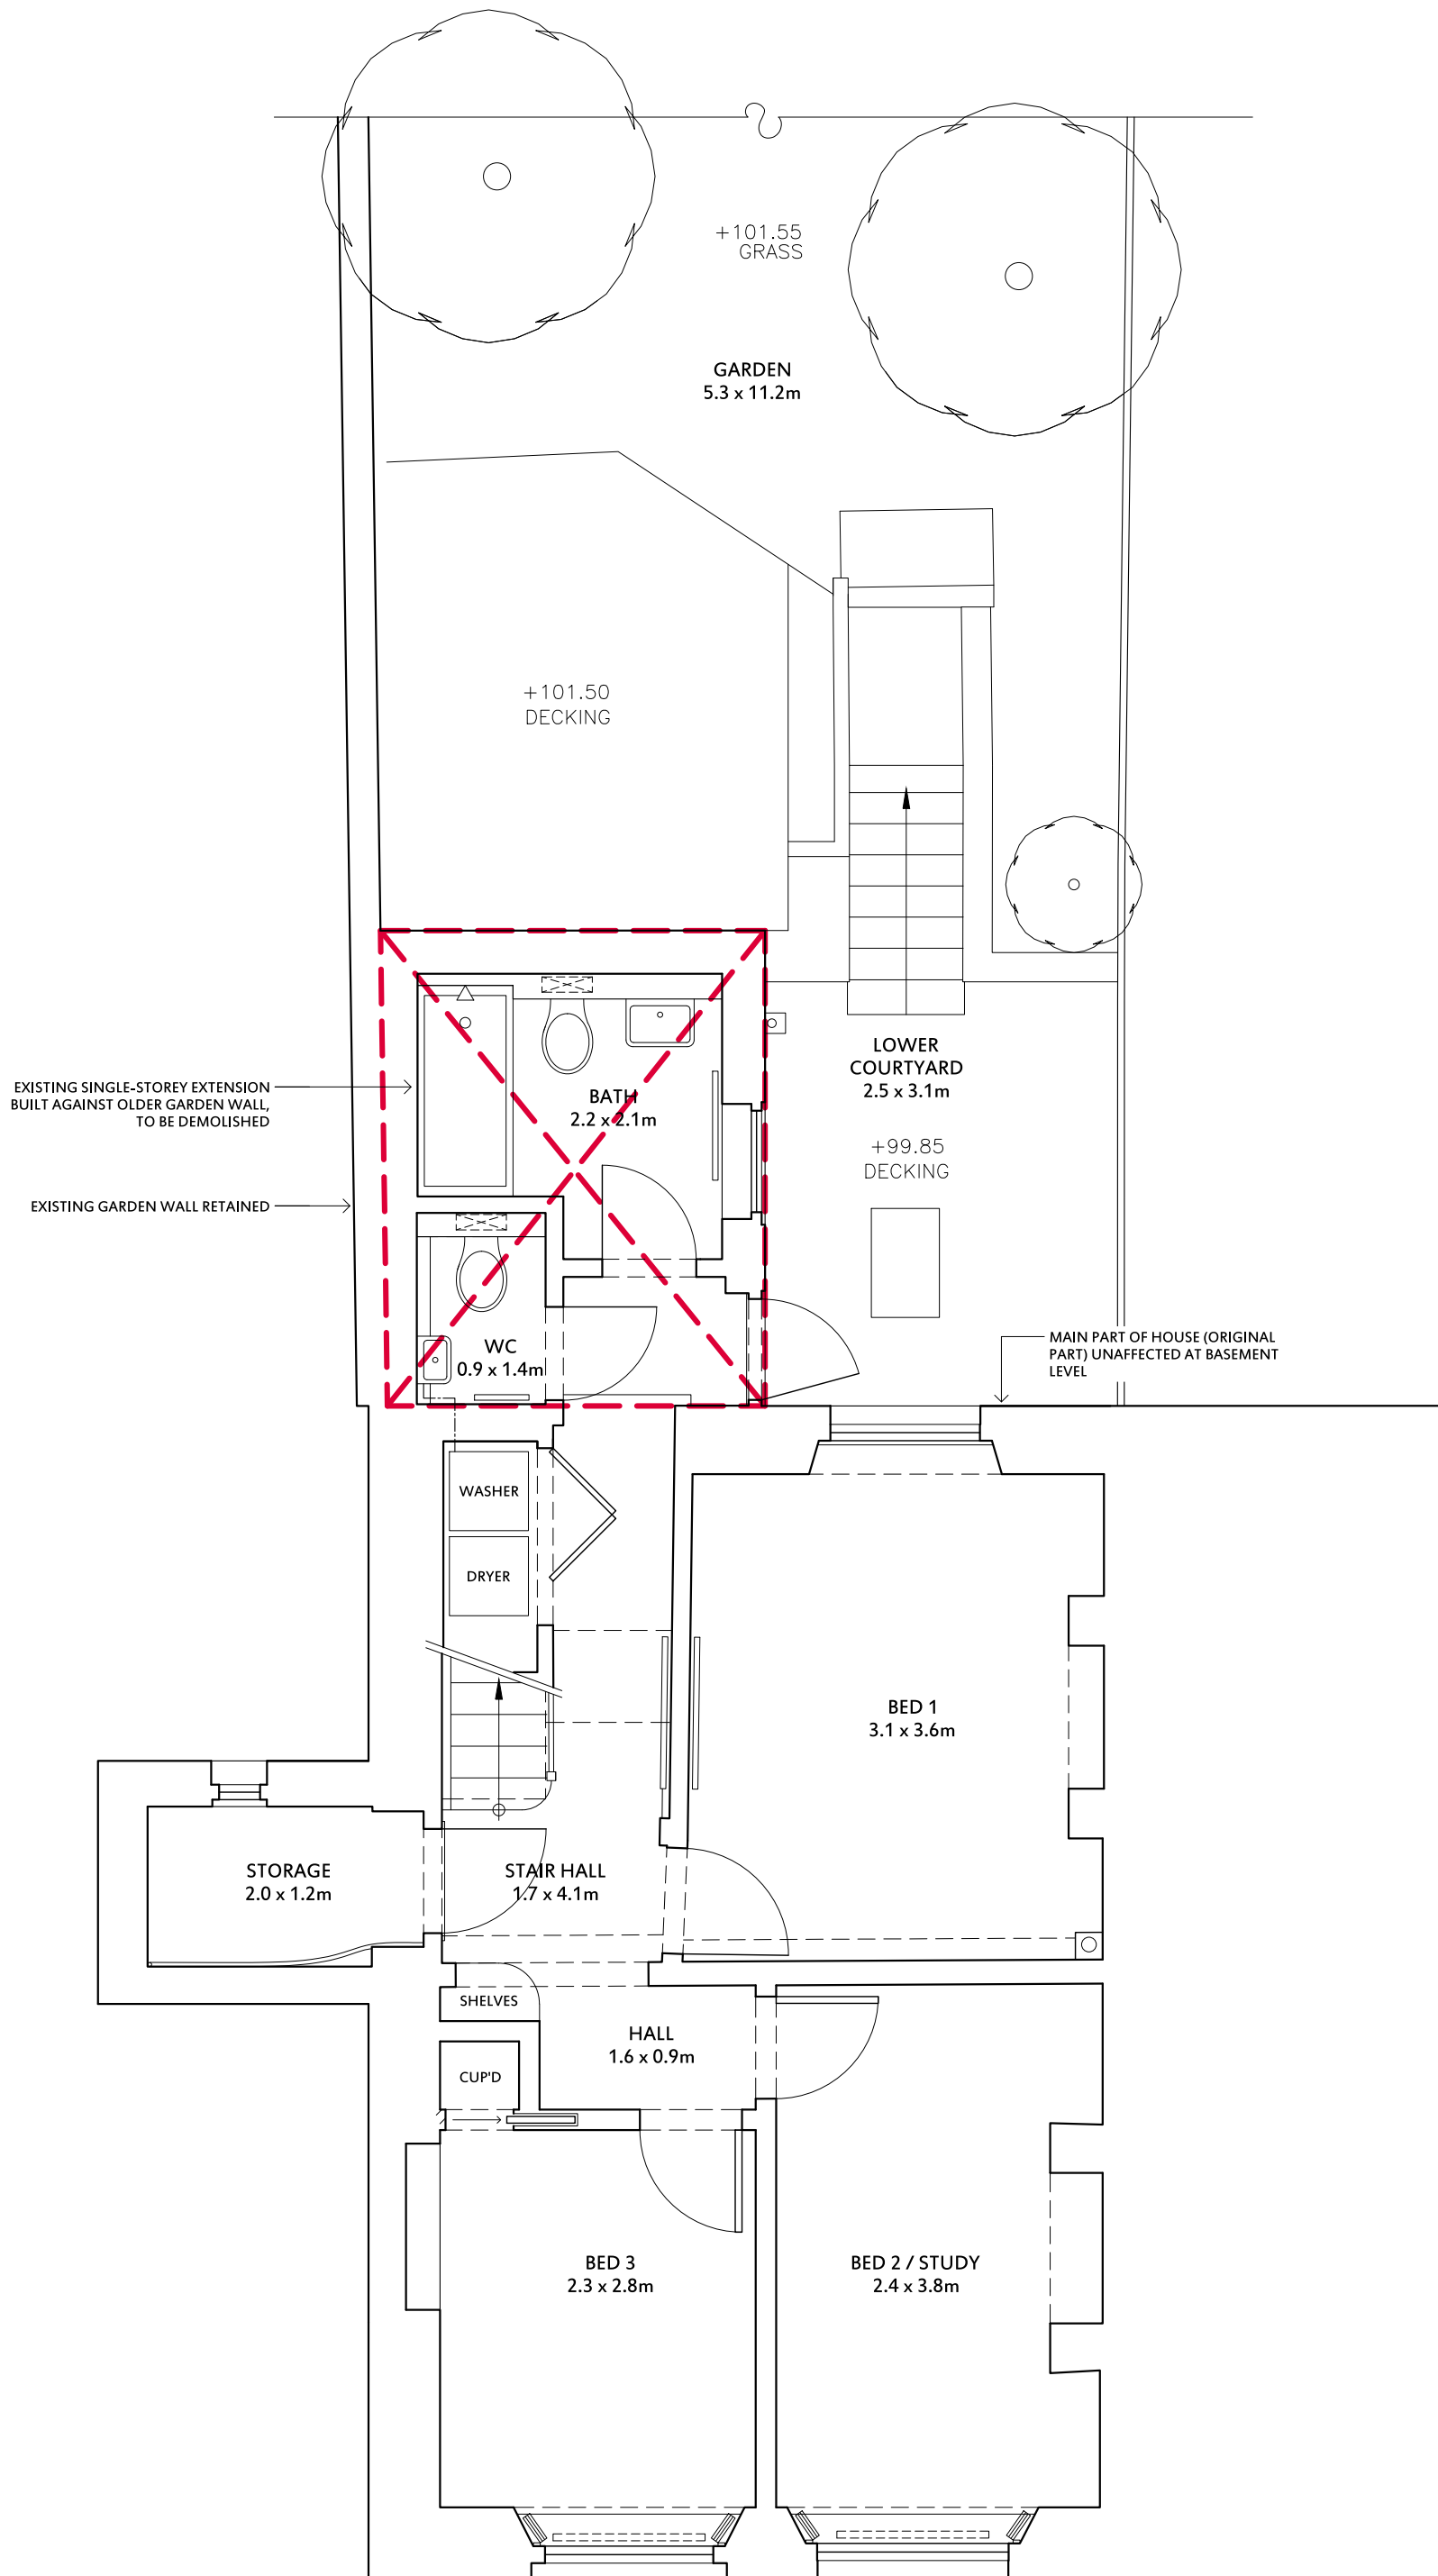 +101.55
GRASS
GARDEN
5.3 x 11.2m
+101.50
DECKING
LOWER
COURTYARD
2.5 x 3.1m
EXISTING SINGLE-STOREY EXTENSION
BUILT AGAINST OLDER GARDEN WALL,
TO BE DEMOLISHED
BATH
2.2 x 2.1m
+99.85
DECKING
EXISTING GARDEN WALL RETAINED
WC
0.9 x 1.4m
MAIN PART OF HOUSE (ORIGINAL
PART) UNAFFECTED AT BASEMENT
LEVEL
WASHER
DRYER
BED 1
3.1 x 3.6m
STORAGE
2.0 x 1.2m
STAIR HALL
1.7 x 4.1m
SHELVES
HALL
1.6 x 0.9m
CUP'D
BED 3
2.3 x 2.8m
BED 2 / STUDY
2.4 x 3.8m